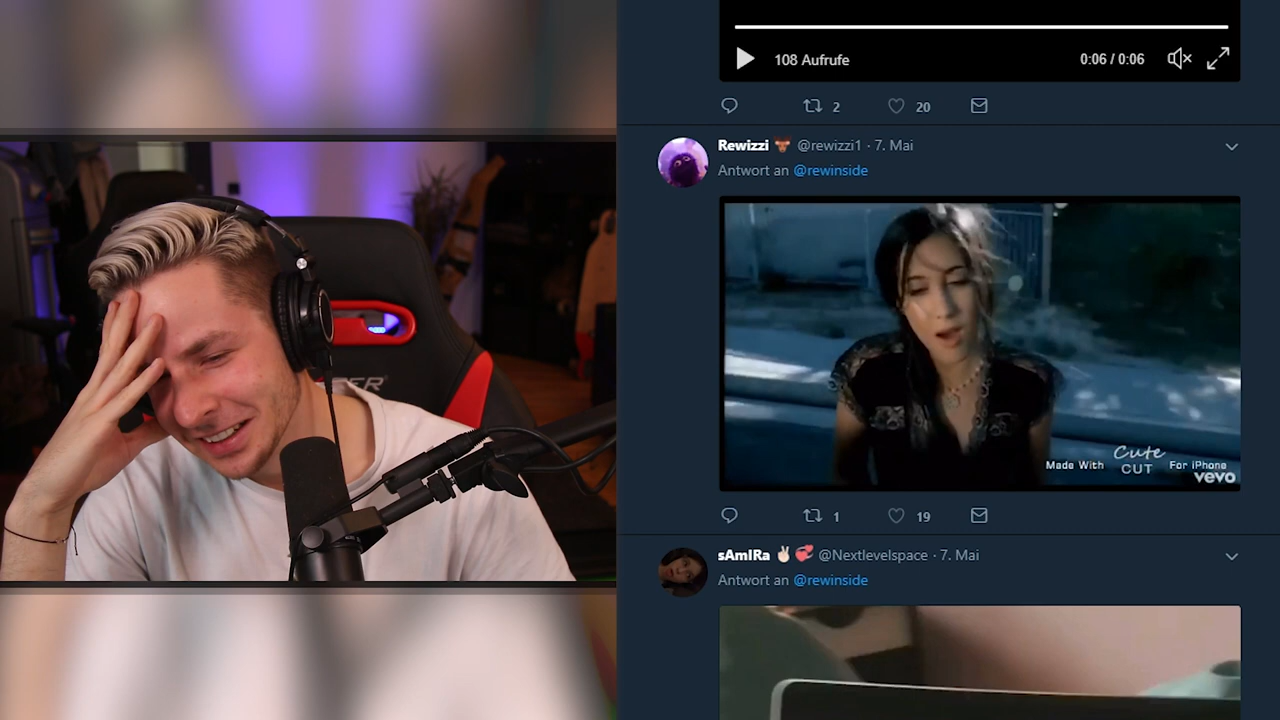 108 Aufrufe
0:06 / 0:06
2
20
Rewizzi @rewizzi1 · 7. Mai
Antwort an @rewinside
Made With Cute CUT For iPhone
vevo
1
19
sAmIRa @Nextlevelspace · 7. Mai
Antwort an @rewinside